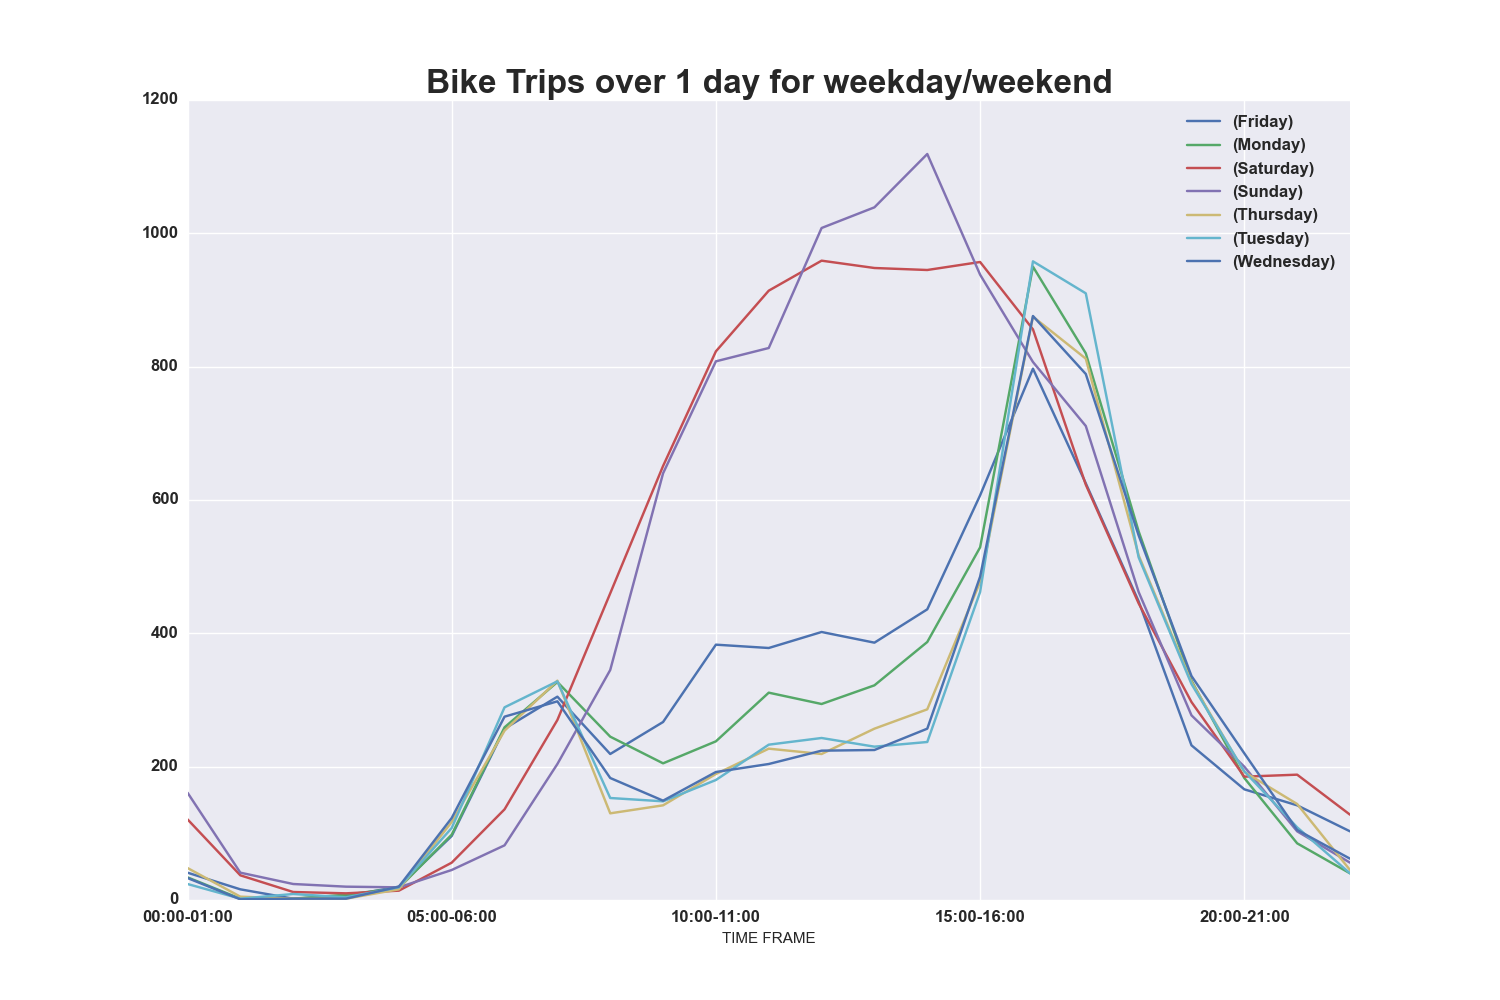 Bike Trips over 1 day for weekday/weekend
1200
1000
800
600
400
200
0
(Friday)
(Monday)
(Saturday)
(Sunday)
(Thursday)
(Tuesday)
(Wednesday)
00:00-01:00 05:00-06:00 10:00-11:00 15:00-16:00 20:00-21:00
TIME FRAME